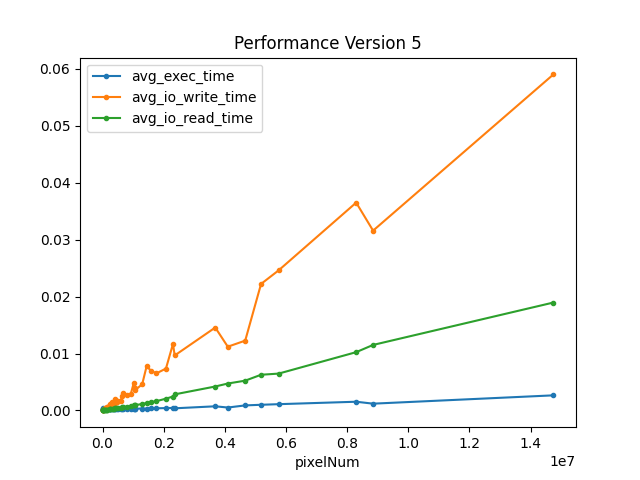 Performance Version 5
avg_exec_time
avg_io_write_time
avg_io_read_time
0.06
0.05
0.04
0.03
0.02
0.01
0.00
0.0 0.2 0.4 0.6 0.8 1.0 1.2 1.4
1e7
pixelNum